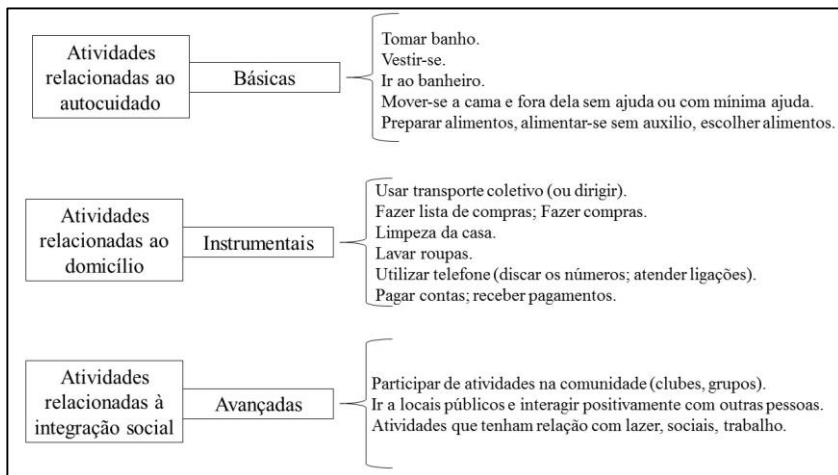 Atividades
relacionadas ao
autocuidado
Básicas
Tomar banho.
Vestir-se.
Ir ao banheiro.
Mover-se a cama e fora dela sem ajuda ou com mínima ajuda.
Preparar alimentos, alimentar-se sem auxilio, escolher alimentos.
Atividades
relacionadas ao
domicílio
Instrumentais
Usar transporte coletivo (ou dirigir).
Fazer lista de compras; Fazer compras.
Limpeza da casa.
Lavar roupas.
Utilizar telefone (discar os números; atender ligações).
Pagar contas; receber pagamentos.
Atividades
relacionadas à
integração social
Avançadas
Participar de atividades na comunidade (clubes, grupos).
Ir a locais públicos e interagir positivamente com outras pessoas.
Atividades que tenham relação com lazer, sociais, trabalho.